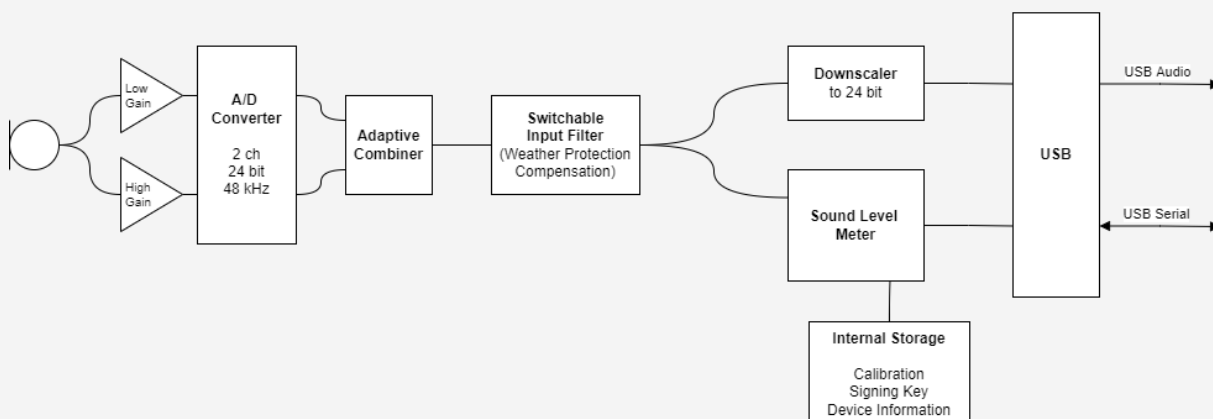 Low
Gain
High
Gain
A/D
Converter
2 ch
24 bit
48 kHz
Adaptive
Combiner
Switchable
Input Filter
(Weather Protection
Compensation)
Downscaler
to 24 bit
Sound Level
Meter
Internal Storage
Calibration
Signing Key
Device Information
USB
USB Audio
USB Serial